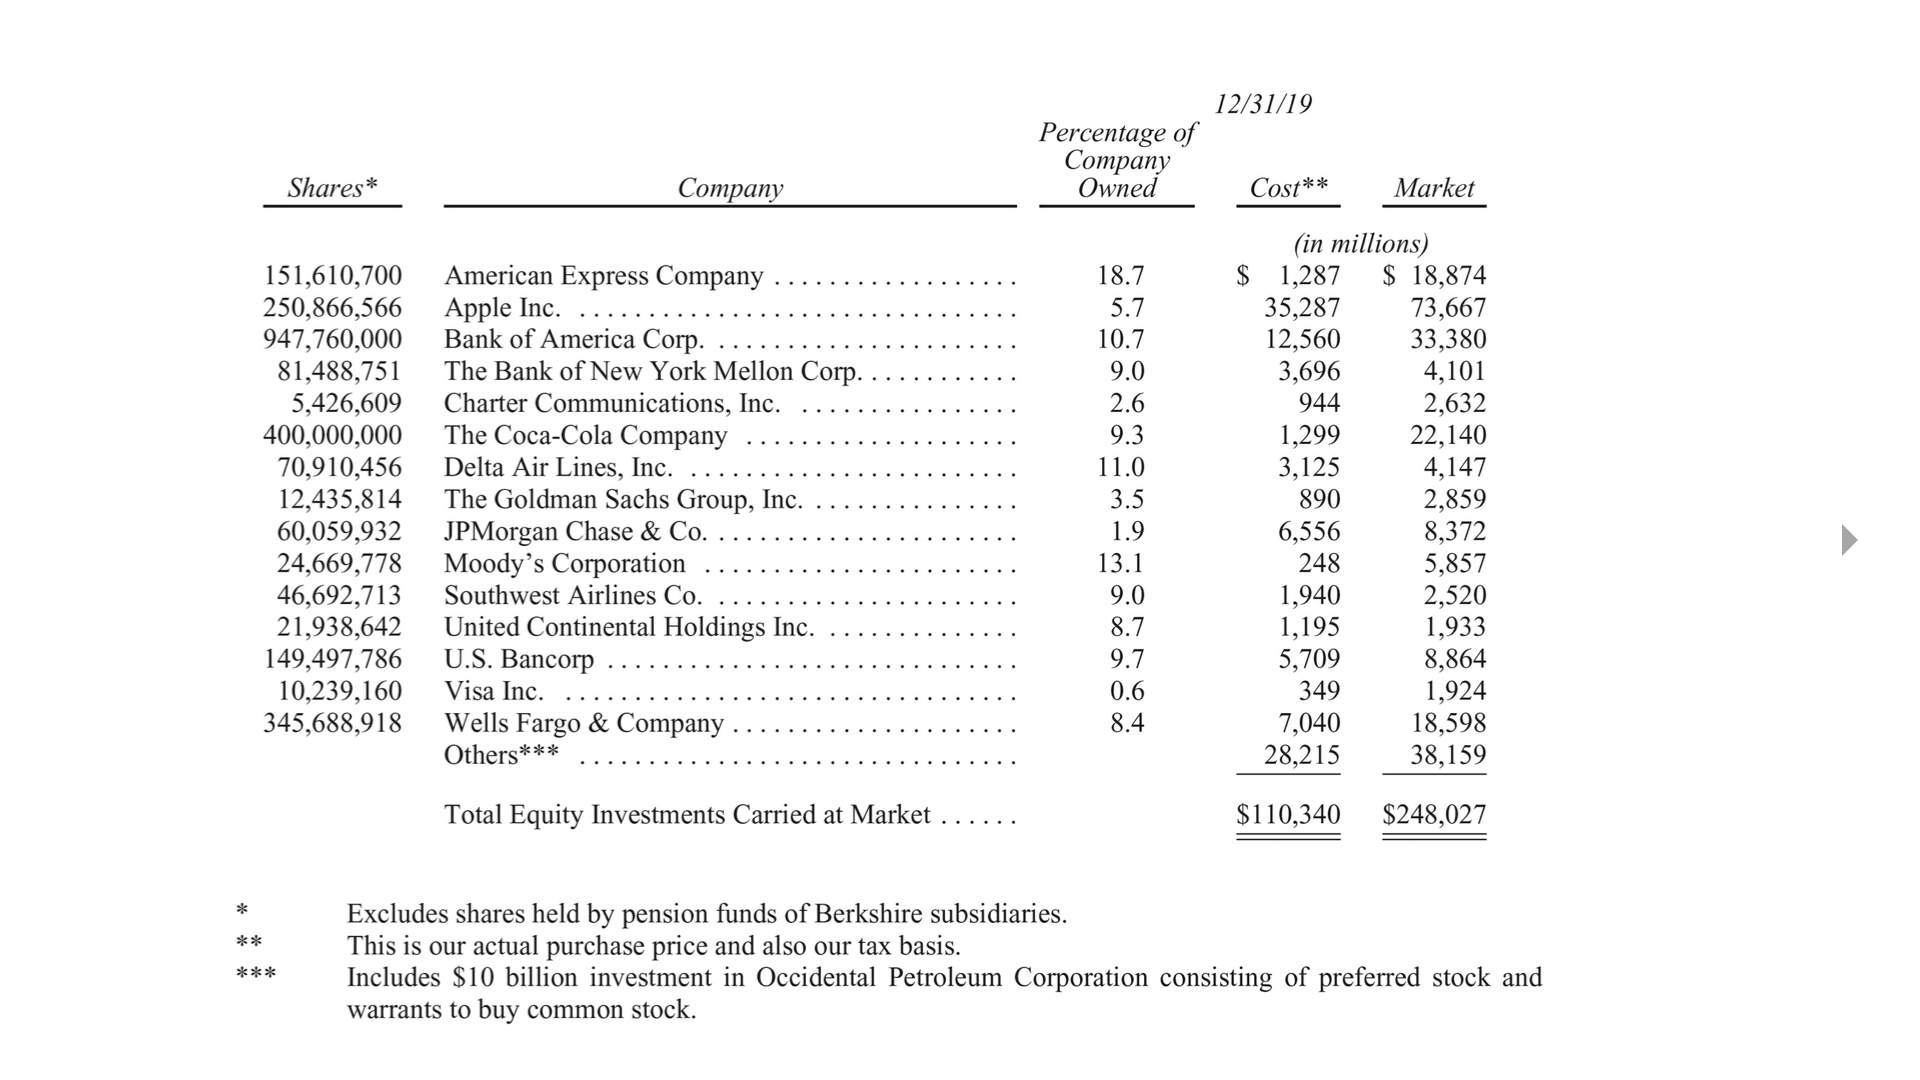 12/31/19
Percentage of
Company
Shares* Company Owned Cost** Market
(in millions)
151,610,700 American Express Company . . . . . . . . . . . . . . . . . . 18.7 $ 1,287 $ 18,874
250,866,566 Apple Inc. . . . . . . . . . . . . . . . . . . . . . . . . . . . . . . . . 5.7 35,287 73,667
947,760,000 Bank of America Corp. . . . . . . . . . . . . . . . . . . . . . . 10.7 12,560 33,380
81,488,751 The Bank of New York Mellon Corp. . . . . . . . . . . . 9.0 3,696 4,101
5,426,609 Charter Communications, Inc. . . . . . . . . . . . . . . . . 2.6 944 2,632
400,000,000 The Coca-Cola Company . . . . . . . . . . . . . . . . . . . . 9.3 1,299 22,140
70,910,456 Delta Air Lines, Inc. . . . . . . . . . . . . . . . . . . . . . . . . 11.0 3,125 4,147
12,435,814 The Goldman Sachs Group, Inc. . . . . . . . . . . . . . . . 3.5 890 2,859
60,059,932 JPMorgan Chase & Co. . . . . . . . . . . . . . . . . . . . . . . 1.9 6,556 8,372
24,669,778 Moody’s Corporation . . . . . . . . . . . . . . . . . . . . . . . 13.1 248 5,857
46,692,713 Southwest Airlines Co. . . . . . . . . . . . . . . . . . . . . . . 9.0 1,940 2,520
21,938,642 United Continental Holdings Inc. . . . . . . . . . . . . . . 8.7 1,195 1,933
149,497,786 U.S. Bancorp . . . . . . . . . . . . . . . . . . . . . . . . . . . . . . 9.7 5,709 8,864
10,239,160 Visa Inc. . . . . . . . . . . . . . . . . . . . . . . . . . . . . . . . . . 0.6 349 1,924
345,688,918 Wells Fargo & Company . . . . . . . . . . . . . . . . . . . . . 8.4 7,040 18,598
Others*** . . . . . . . . . . . . . . . . . . . . . . . . . . . . . . . . 28,215 38,159
Total Equity Investments Carried at Market . . . . . . $110,340 $248,027
* Excludes shares held by pension funds of Berkshire subsidiaries.
** This is our actual purchase price and also our tax basis.
*** Includes $10 billion investment in Occidental Petroleum Corporation consisting of preferred stock and
warrants to buy common stock.